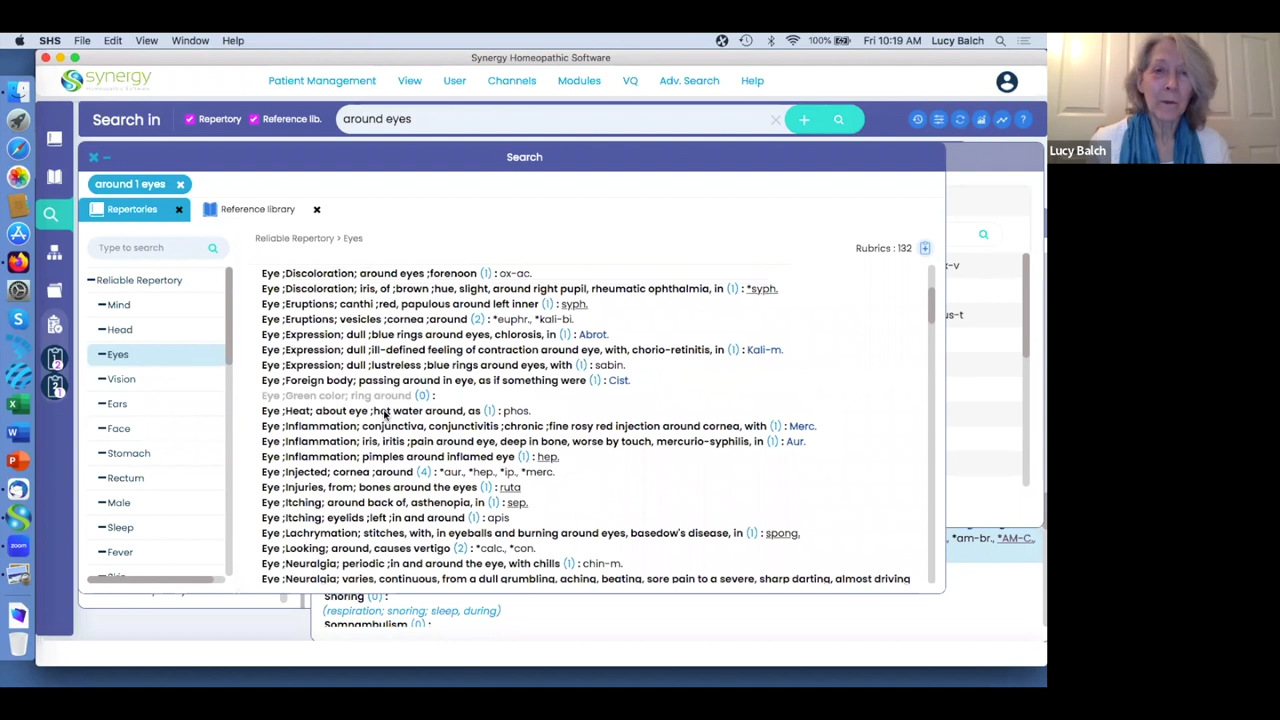 SHS File Edit View Window Help 100% Fri 10:19 AM Lucy Balch
Synergy Homeopathic Software
synergy
Homeopathic Software
Patient Management View User Channels Modules VQ Adv. Search Help
Search in Repertory Reference lib. around eyes
Search
Lucy Balch
around 1 eyes
Repertories Reference library
Type to search
Reliable Repertory > Eyes
Rubrics : 132
Reliable Repertory
Mind
Head
Eyes
Vision
Ears
Face
Stomach
Rectum
Male
Sleep
Fever
Eye ;Discoloration; around eyes ;forenoon (1) : ox-ac.
Eye ;Discoloration; iris, of ;brown ;hue, slight, around right pupil, rheumatic ophthalmia, in (1) : *syph.
Eye ;Eruptions; canthi ;red, papulous around left inner (1) : syph.
Eye ;Eruptions; vesicles ;cornea ;around (2) : *euphr., *kali-bi.
Eye ;Expression; dull ;blue rings around eyes, chlorosis, in (1) : Abrot.
Eye ;Expression; dull ;ill-defined feeling of contraction around eye, with, chorio-retinitis, in (1) : Kali-m.
Eye ;Expression; dull ;lustreless ;blue rings around eyes, with (1) : sabin.
Eye ;Foreign body; passing around in eye, as if something were (1) : Cist.
Eye ;Green color; ring around (0) :
Eye ;Heat; about eye ;hot water around, as (1) : phos.
Eye ;Inflammation; conjunctiva, conjunctivitis ;chronic ;fine rosy red injection around cornea, with (1) : Merc.
Eye ;Inflammation; iris, iritis ;pain around eye, deep in bone, worse by touch, mercurio-syphilis, in (1) : Aur.
Eye ;Inflammation; pimples around inflamed eye (1) : hep.
Eye ;Injected; cornea ;around (4) : *aur., *hep., *ip., *merc.
Eye ;Injuries, from; bones around the eyes (1) : ruta
Eye ;Itching; around back of, asthenopia, in (1) : sep.
Eye ;Itching; eyelids ;left ;in and around (1) : apis
Eye ;Lachrymation; stitches, with, in eyeballs and burning around eyes, basedow's disease, in (1) : spong.
Eye ;Looking; around, causes vertigo (2) : *calc., *con.
Eye ;Neuralgia; periodic ;in and around the eye, with chills (1) : chin-m.
Eye ;Neuralgia; varies, continuous, from a dull grumbling, aching, beating, sore pain to a severe, sharp darting, almost driving
x-v
us-t
*am-br., *AM-C.,
Snoring (0) :
(respiration; snoring; sleep, during)
Somnambulism (0) :
zoom